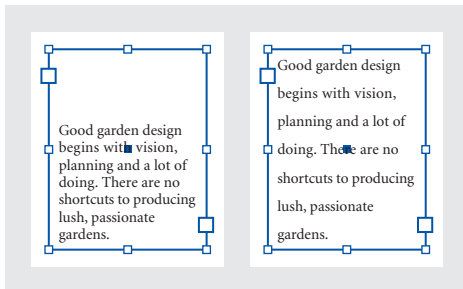 Good garden design
begins with vision,
planning and a lot of
doing. There are no
shortcuts to producing
lush, passionate
gardens.
Good garden design
begins with vision,
planning and a lot of
doing. There are no
shortcuts to producing
lush, passionate
gardens.